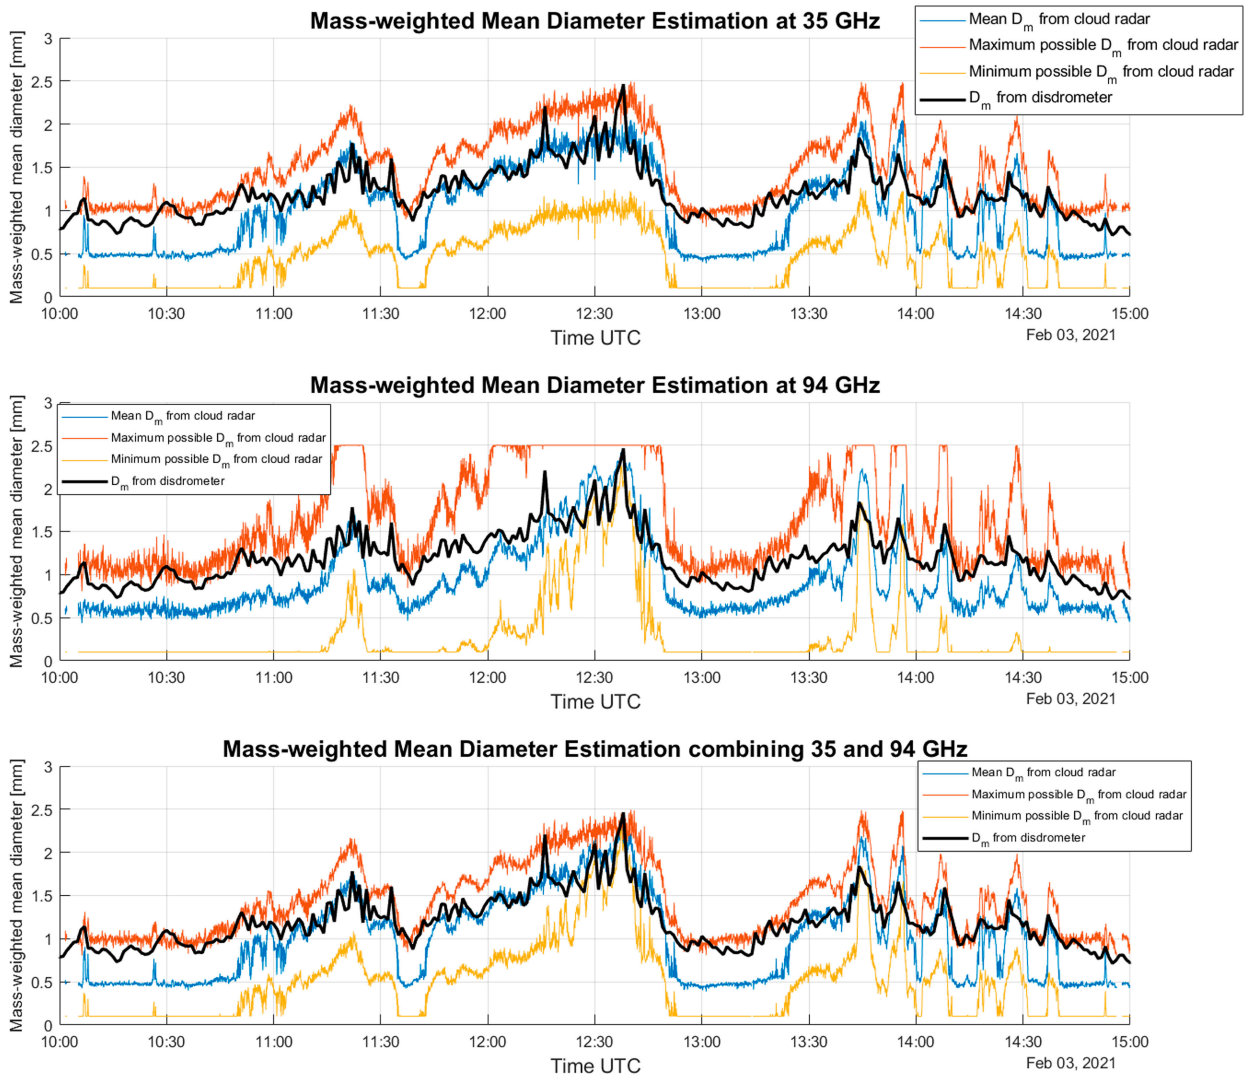 Mass-weighted Mean Diameter Estimation at 35 GHz
Mean Dm from cloud radar
Maximum possible Dm from cloud radar
Minimum possible Dm from cloud radar
Dm from disdrometer
Mass-weighted mean diameter [mm]
3
2.5
2
1.5
1
0.5
0
10:00 10:30 11:00 11:30 12:00 12:30 13:00 13:30 14:00 14:30 15:00
Time UTC
Feb 03, 2021
Mass-weighted Mean Diameter Estimation at 94 GHz
Mean Dm from cloud radar
Maximum possible Dm from cloud radar
Minimum possible Dm from cloud radar
Dm from disdrometer
Mass-weighted mean diameter [mm]
3
2.5
2
1.5
1
0.5
0
10:00 10:30 11:00 11:30 12:00 12:30 13:00 13:30 14:00 14:30 15:00
Time UTC
Feb 03, 2021
Mass-weighted Mean Diameter Estimation combining 35 and 94 GHz
Mean Dm from cloud radar
Maximum possible Dm from cloud radar
Minimum possible Dm from cloud radar
Dm from disdrometer
Mass-weighted mean diameter [mm]
3
2.5
2
1.5
1
0.5
0
10:00 10:30 11:00 11:30 12:00 12:30 13:00 13:30 14:00 14:30 15:00
Time UTC
Feb 03, 2021